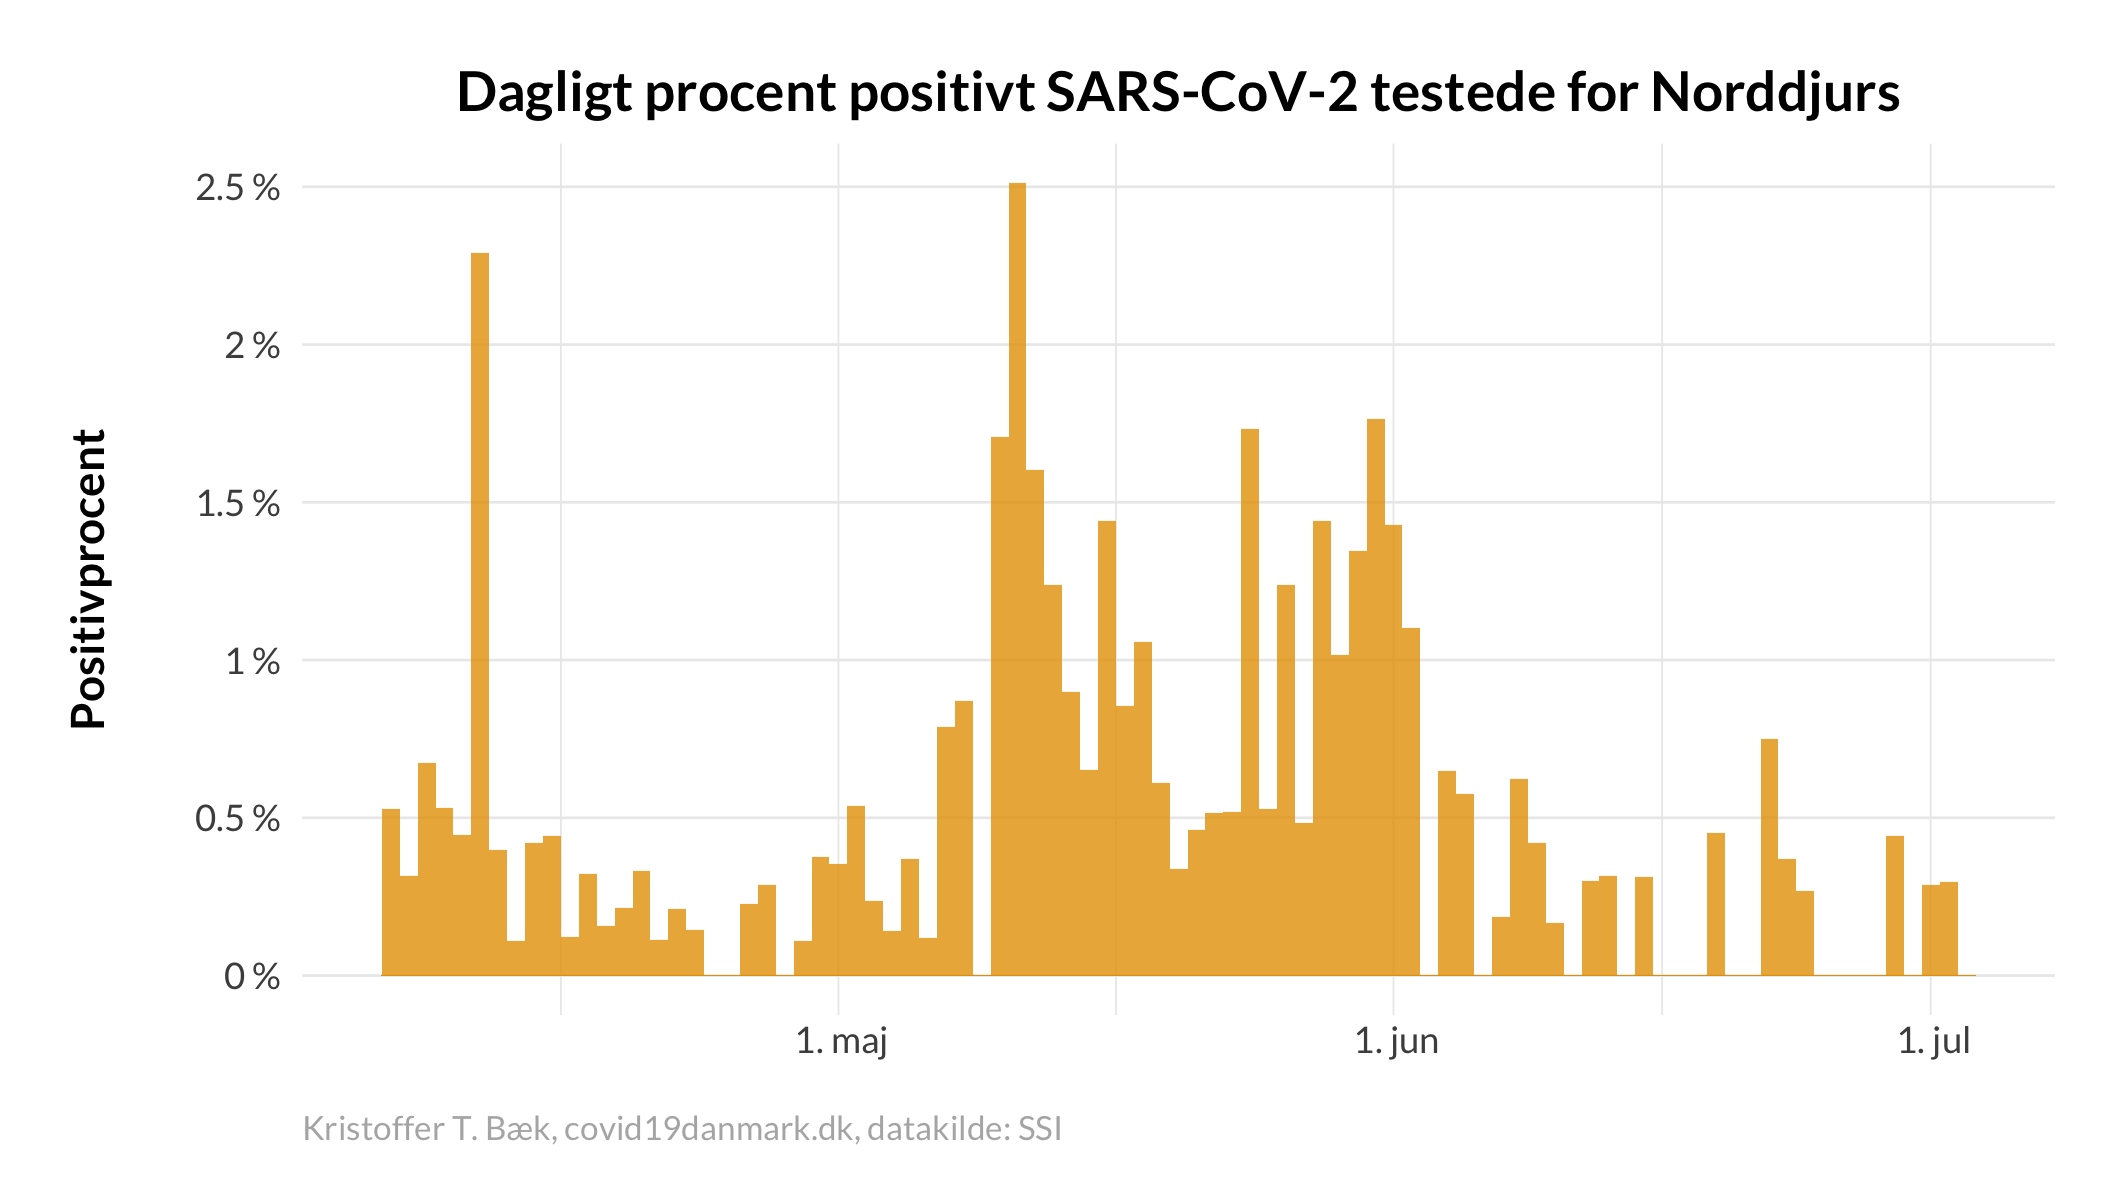 Dagligt procent positivt SARS-CoV-2 testede for Norddjurs
Positivprocent
2.5 %
2 %
1.5 %
1 %
0.5 %
0 %
1. maj
1. jun
1. jul
Kristoffer T. Bæk, covid19danmark.dk, datakilde: SSI